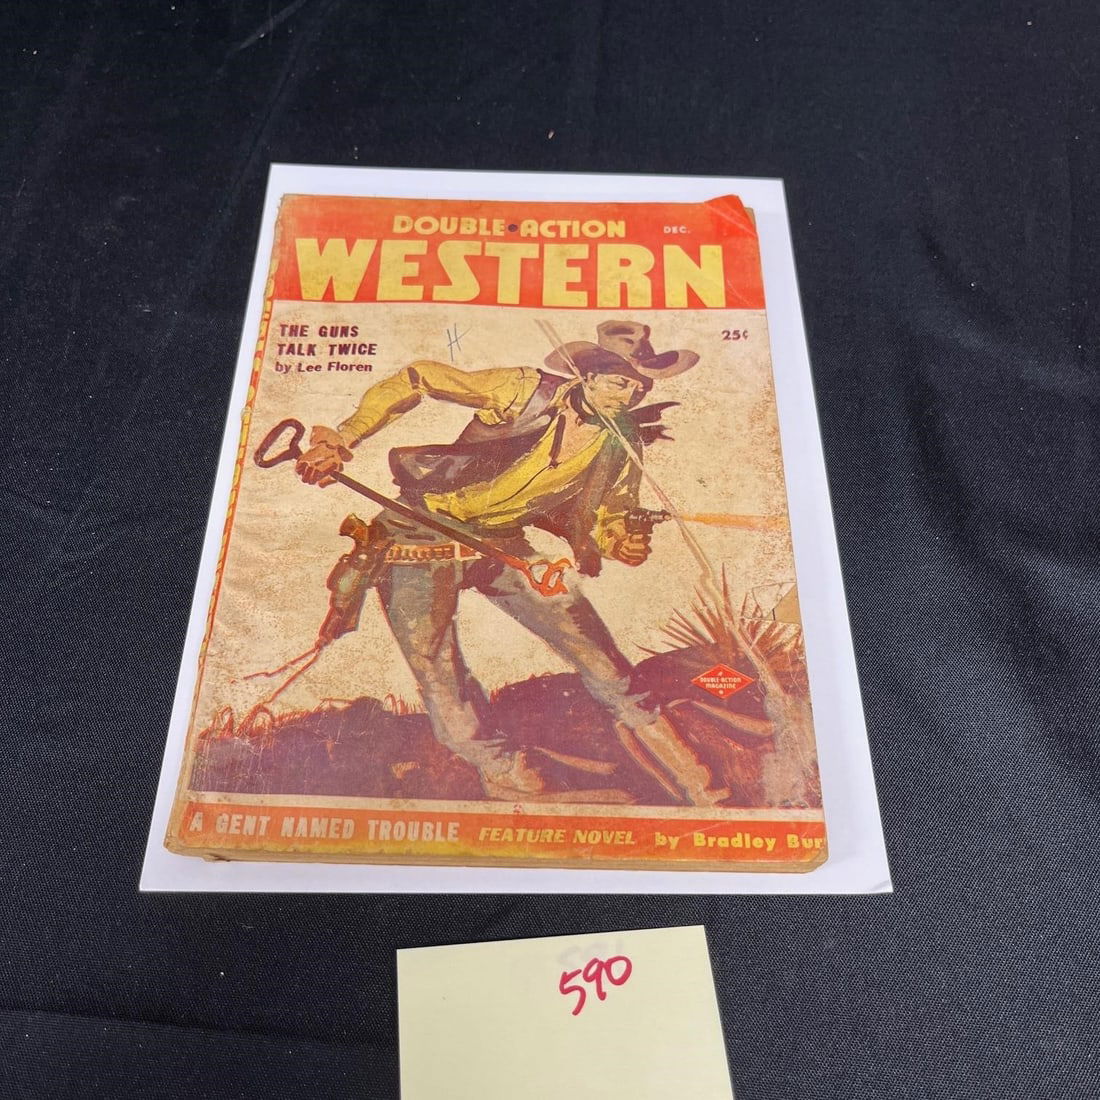 DOUBLE•ACTION DEC.
WESTERN
THE GUNS
TALK TWICE
by Lee Floren
25¢
H
DOUBLE-ACTION
MAGAZINE
A GENT NAMED TROUBLE FEATURE NOVEL by Bradley Bur
590